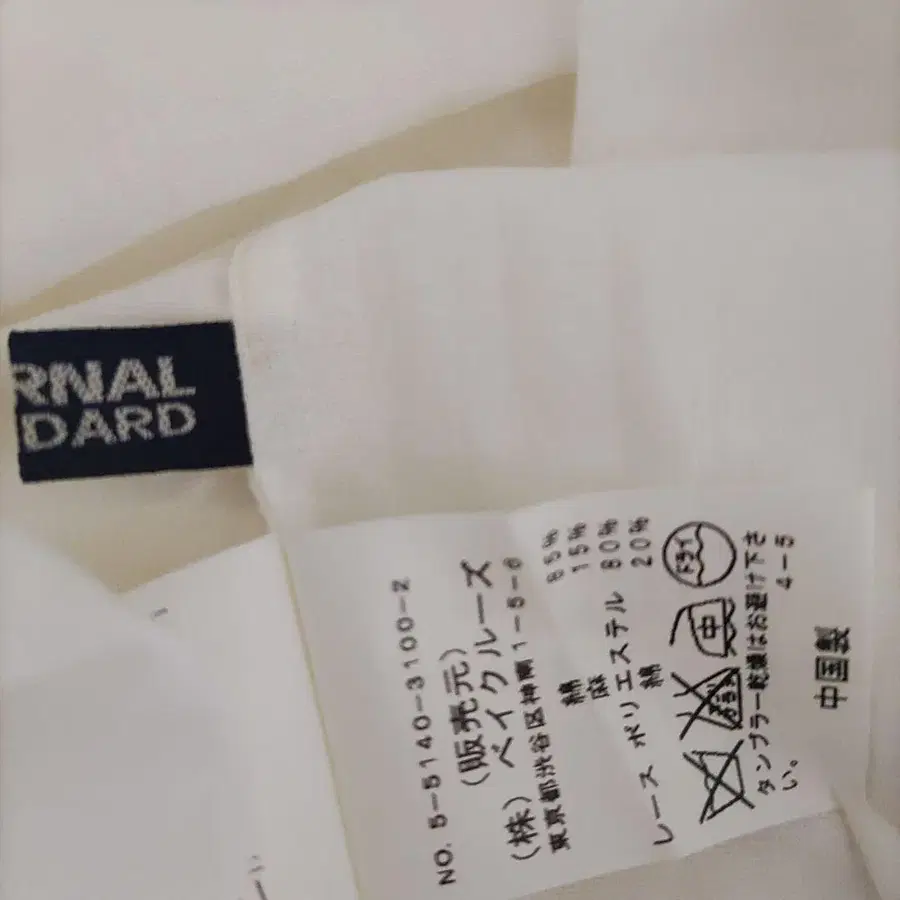 RNAL
DARD
NO. 5-5140-3100-2
(販売元)
(株) ベイクルーズ
東京都渋谷区神南1-5-6
綿 85%
麻 15%
レース ポリエステル 80%
綿 20%
ドライ
中
タンブラー乾燥はお避け下さ
い。
4-5
中国製